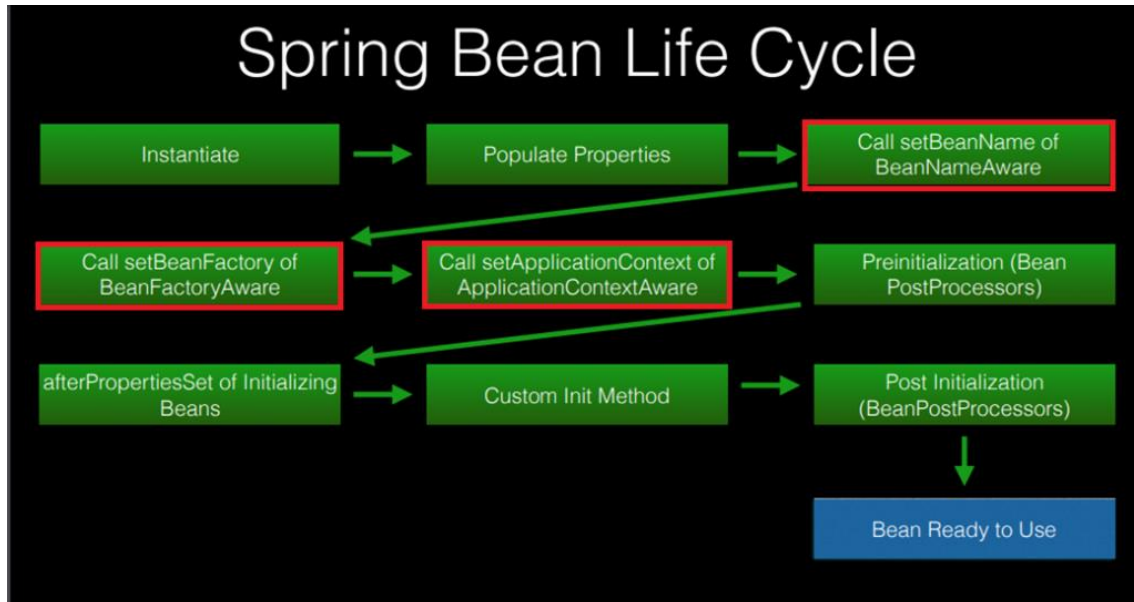 Spring Bean Life Cycle
Instantiate
Populate Properties
Call setBeanName of
BeanNameAware
Call setBeanFactory of
BeanFactoryAware
Call setApplicationContext of
ApplicationContextAware
Preinitialization (Bean
PostProcessors)
afterPropertiesSet of Initializing
Beans
Custom Init Method
Post Initialization
(BeanPostProcessors)
Bean Ready to Use